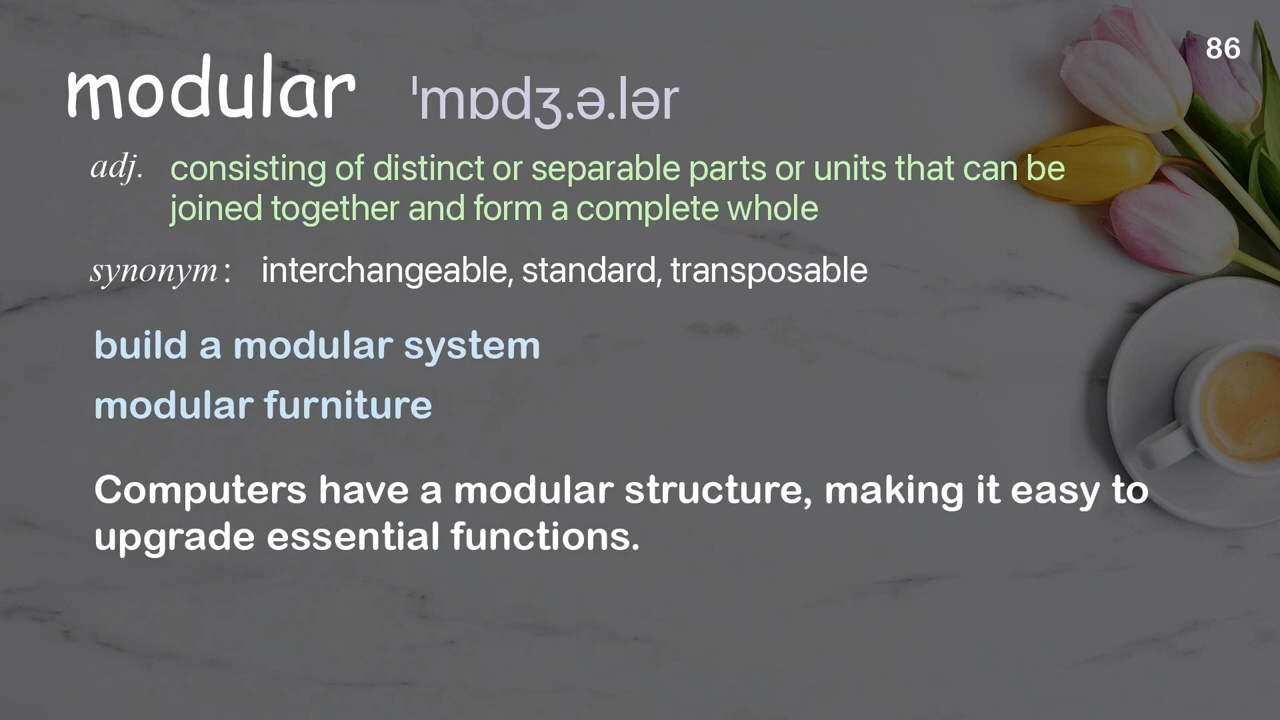 86
modular ˈmɒdʒ.ə.lər
adj. consisting of distinct or separable parts or units that can be
joined together and form a complete whole
synonym : interchangeable, standard, transposable
build a modular system
modular furniture
Computers have a modular structure, making it easy to
upgrade essential functions.